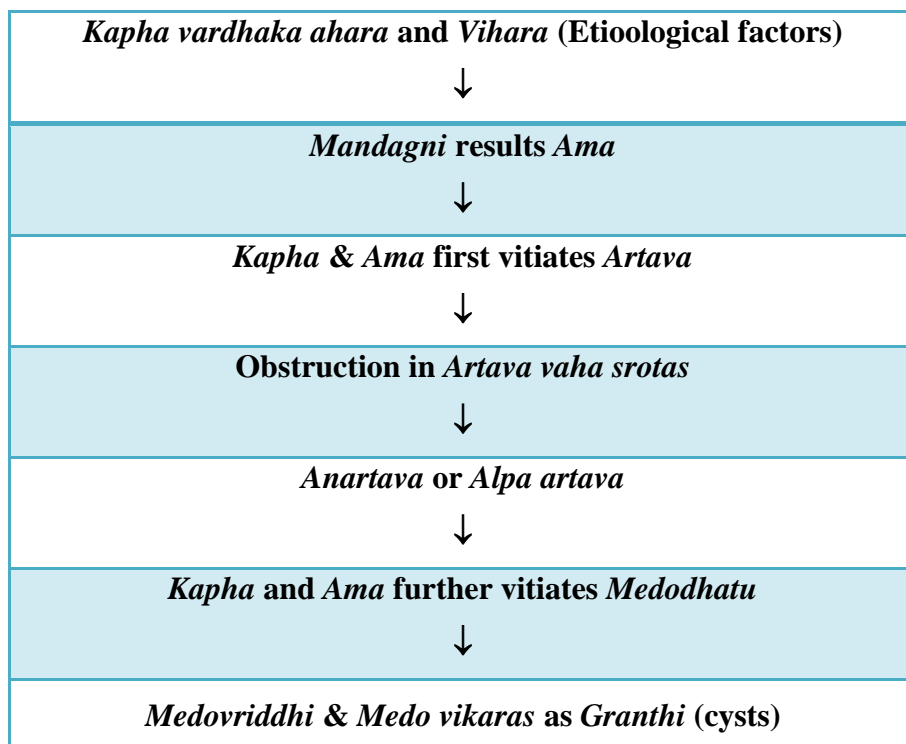 Kapha vardhaka ahara and Vihara (Etioological factors)
↓
Mandagni results Ama
↓
Kapha & Ama first vitiates Artava
↓
Obstruction in Artava vaha srotas
↓
Anartava or Alpa artava
↓
Kapha and Ama further vitiates Medodhatu
↓
Medovriddhi & Medo vikaras as Granthi (cysts)